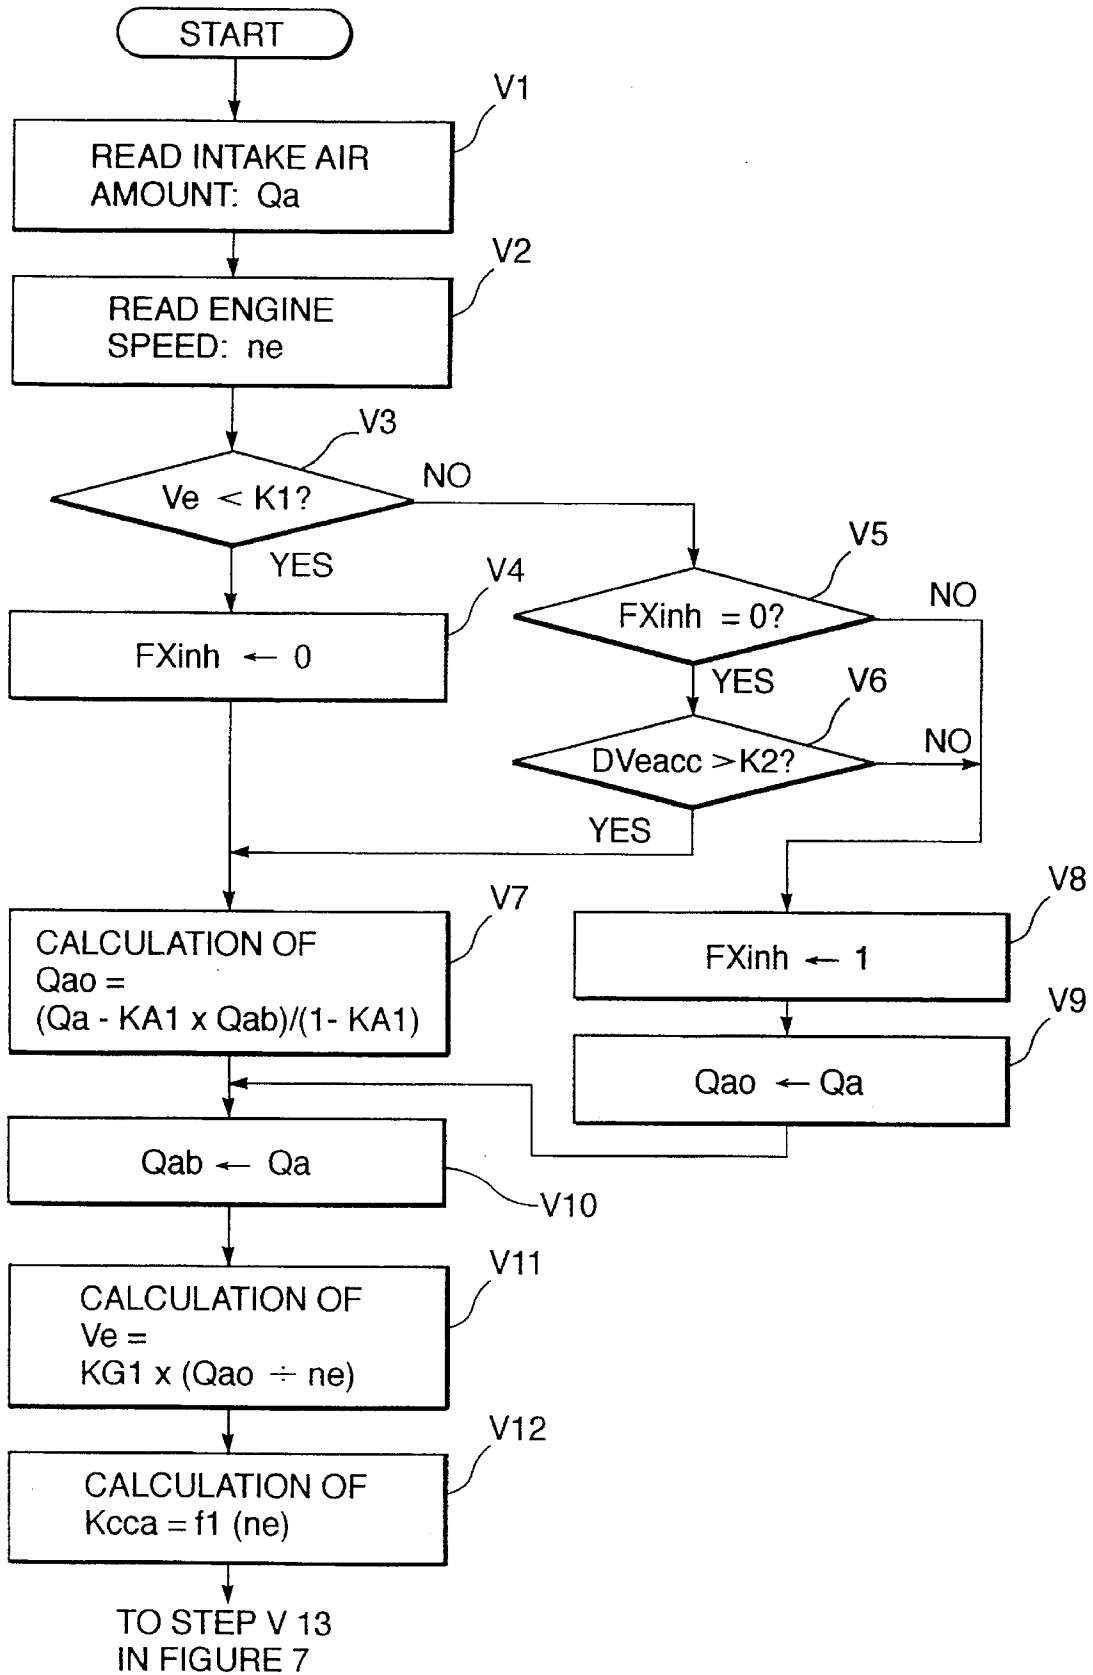 START
V1
READ INTAKE AIR
AMOUNT: Qa
V2
READ ENGINE
SPEED: ne
V3
Ve < K1?
NO
YES
V4
FXinh ← 0
V5
FXinh = 0?
NO
YES
V6
DVeacc > K2?
NO
YES
V7
CALCULATION OF
Qao =
(Qa - KA1 x Qab)/(1- KA1)
V8
FXinh ← 1
V9
Qao ← Qa
Qab ← Qa
V10
V11
CALCULATION OF
Ve =
KG1 x (Qao ÷ ne)
V12
CALCULATION OF
Kcca = f1 (ne)
TO STEP V 13
IN FIGURE 7